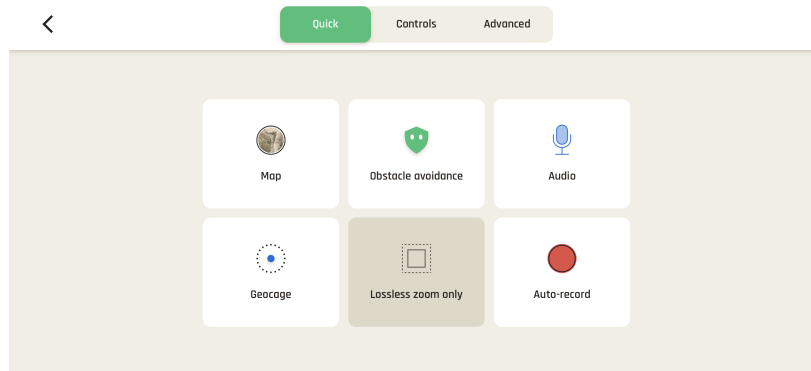 Quick
Controls
Advanced
Map
Obstacle avoidance
Audio
Geocage
Lossless zoom only
Auto-record